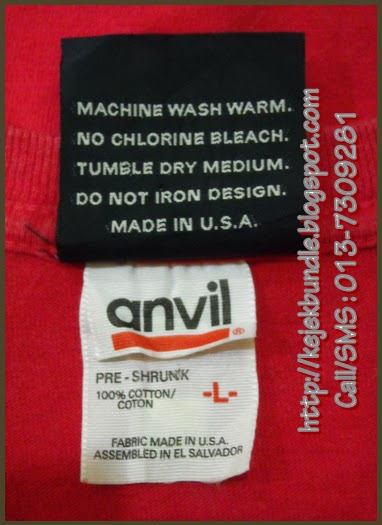 MACHINE WASH WARM.
NO CHLORINE BLEACH.
TUMBLE DRY MEDIUM.
DO NOT IRON DESIGN.
MADE IN U.S.A.
anvil®
PRE - SHRUNK
100% COTTON/
COTON
-L-
FABRIC MADE IN U.S.A.
ASSEMBLED IN EL SALVADOR
http://kejekbundle.blogspot.com
Call/SMS : 013-7309281